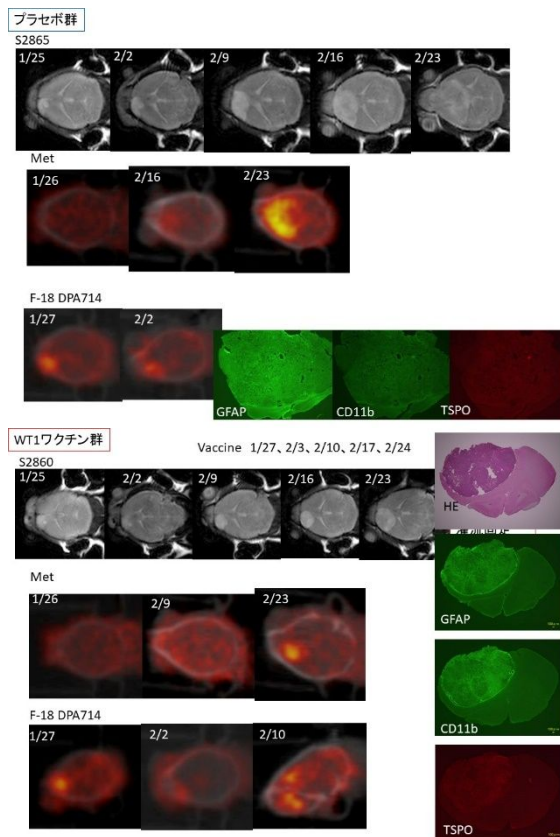 プラセボ群
S2865
1/25 2/2 2/9 2/16 2/23
Met
1/26 2/16 2/23
F-18 DPA714
1/27 2/2
GFAP CD11b TSPO
WT1ワクチン群
Vaccine 1/27、2/3、2/10、2/17、2/24
S2860
1/25 2/2 2/9 2/16 2/23
HE
Met
1/26 2/9 2/23
GFAP
F-18 DPA714
CD11b
1/27 2/2 2/10
TSPO